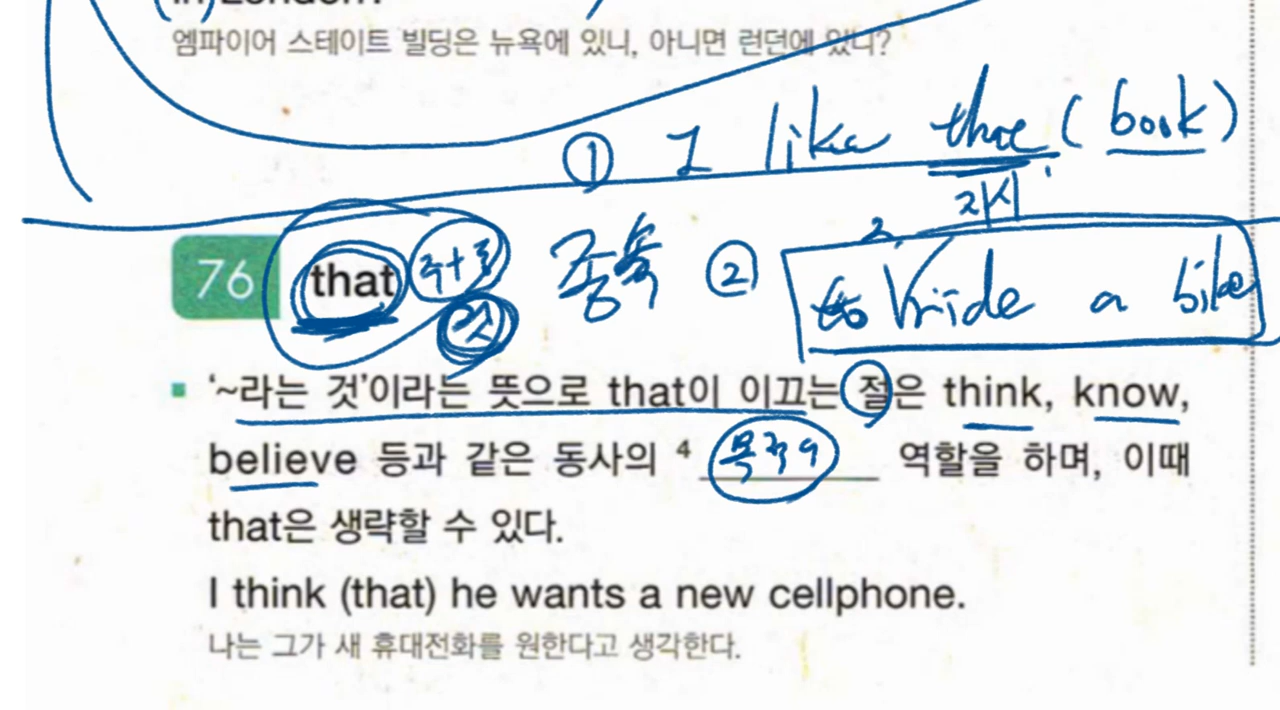 in) London?
엠파이어 스테이트 빌딩은 뉴욕에 있니, 아니면 런던에 있니?
① I like (book)
지시
76 that 주+동 종속 ② to ride a bike
것
'~라는 것'이라는 뜻으로 that이 이끄는 절은 think, know,
believe 등과 같은 동사의 4 목적어 역할을 하며, 이때
that은 생략할 수 있다.
I think (that) he wants a new cellphone.
나는 그가 새 휴대전화를 원한다고 생각한다.